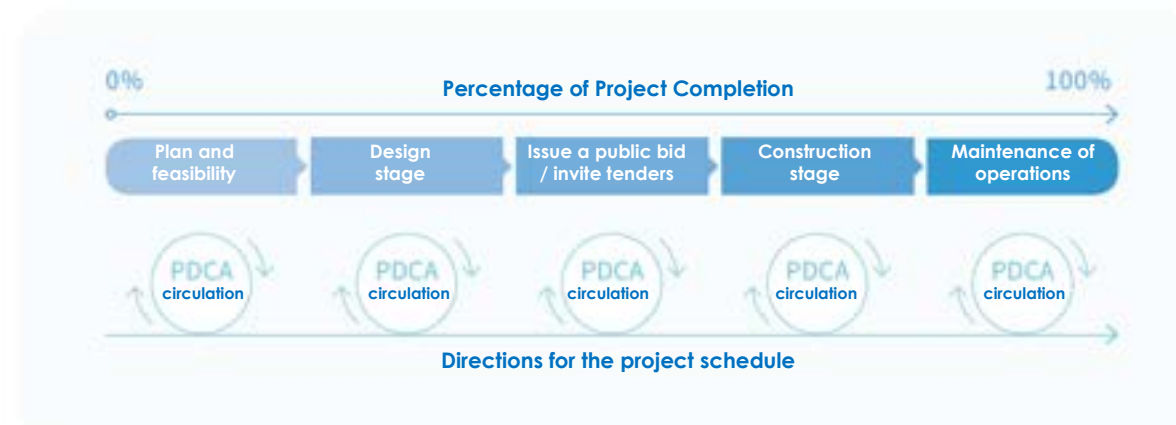 0%
Percentage of Project Completion
100%
Plan and
feasibility
Design
stage
Issue a public bid
/ invite tenders
Construction
stage
Maintenance of
operations
PDCA
circulation
PDCA
circulation
PDCA
circulation
PDCA
circulation
PDCA
circulation
Directions for the project schedule